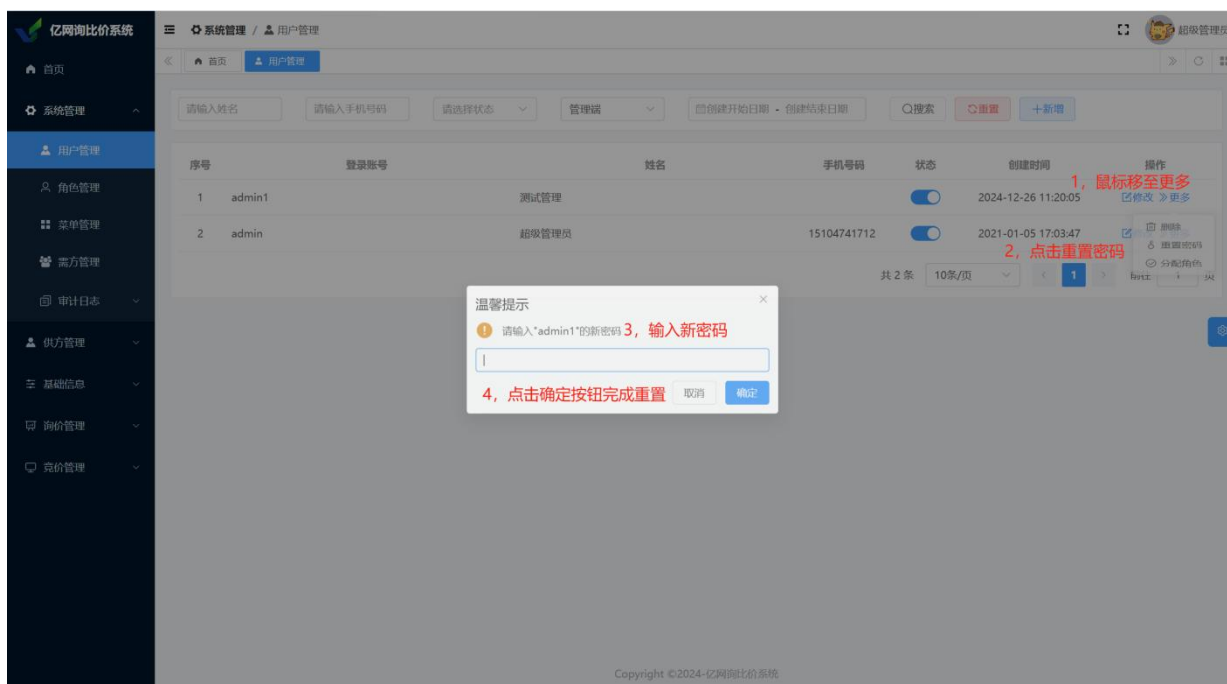 亿网询比价系统
系统管理 / 用户管理
超级管理员
首页
首页
用户管理
系统管理
用户管理
角色管理
菜单管理
需方管理
审计日志
供方管理
基础信息
询价管理
竞价管理
请输入姓名 请输入手机号码 请选择状态 管理端 创建开始日期 - 创建结束日期 搜索 重置 +新增
序号 登录账号 姓名 手机号码 状态 创建时间 操作
1，鼠标移至更多
1 admin1 测试管理 2024-12-26 11:20:05 修改 更多
2 admin 超级管理员 15104741712 2021-01-05 17:03:47
删除
重置密码
分配角色
2，点击重置密码
共 2 条 10条/页 1 前往 1 页
温馨提示
请输入"admin1"的新密码 3，输入新密码
4，点击确定按钮完成重置 取消 确定
Copyright ©2024-亿网询比价系统